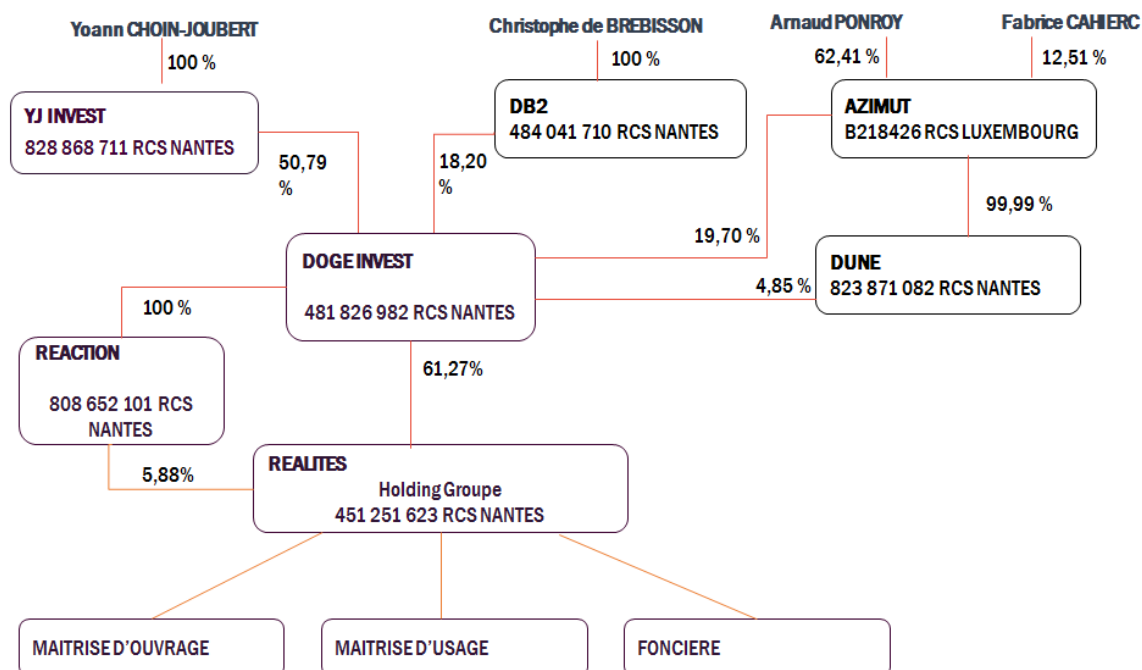 Yoann CHOIN-JOUBERT
Christophe de BREBISSON
Arnaud PONROY
Fabrice CAHIERC
100 %
100 %
62,41 %
12,51 %
YJ INVEST
828 868 711 RCS NANTES
DB2
484 041 710 RCS NANTES
AZIMUT
B218426 RCS LUXEMBOURG
50,79
%
18,20
%
99,99 %
19,70 %
DOGE INVEST
481 826 982 RCS NANTES
DUNE
823 871 082 RCS NANTES
4,85 %
100 %
REACTION
808 652 101 RCS
NANTES
61,27%
5,88%
REALITES
Holding Groupe
451 251 623 RCS NANTES
MAITRISE D'OUVRAGE
MAITRISE D'USAGE
FONCIERE